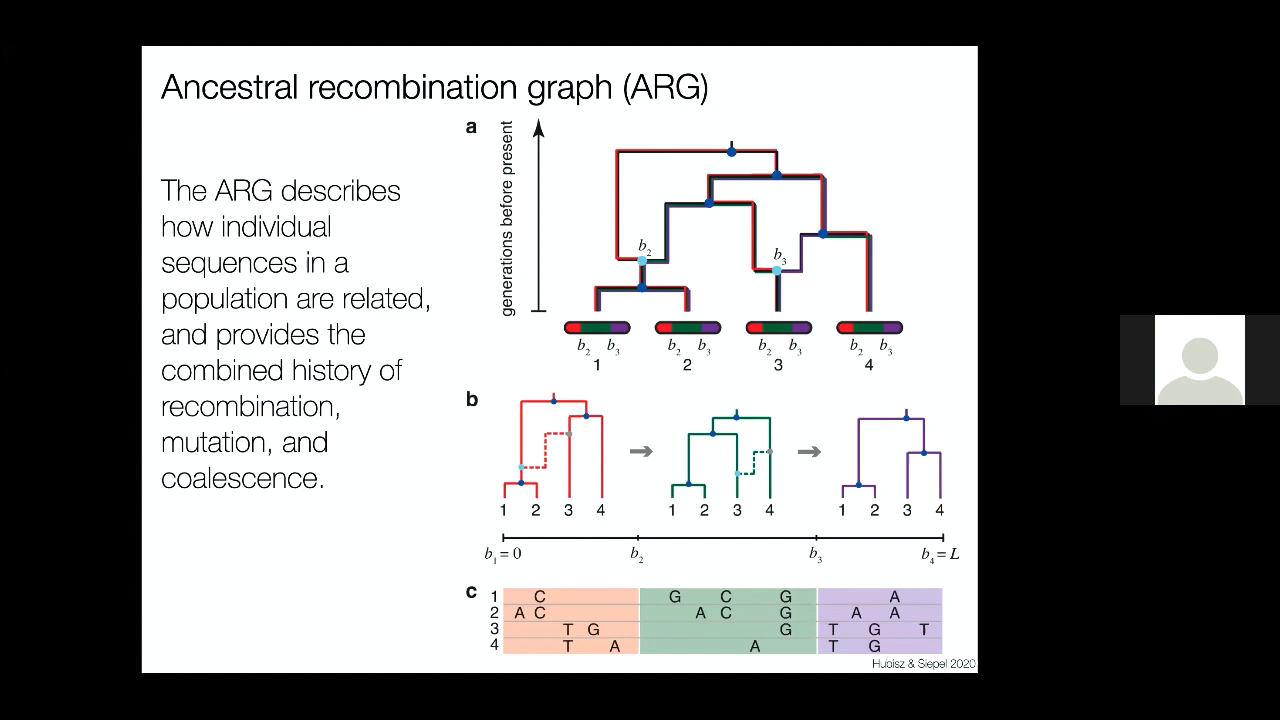 Ancestral recombination graph (ARG)
The ARG describes
how individual
sequences in a
population are related,
and provides the
combined history of
recombination,
mutation, and
coalescence.
a
generations before present
b2
b3
b2 b3 b2 b3 b2 b3 b2 b3
1 2 3 4
b
1 2 3 4 1 2 3 4 1 2 3 4
b1 = 0 b2 b3 b4 = L
c
1 C G C G A
2 A C A C G A A
3 T G G T G T
4 T A A T G
Hubisz & Siepel 2020